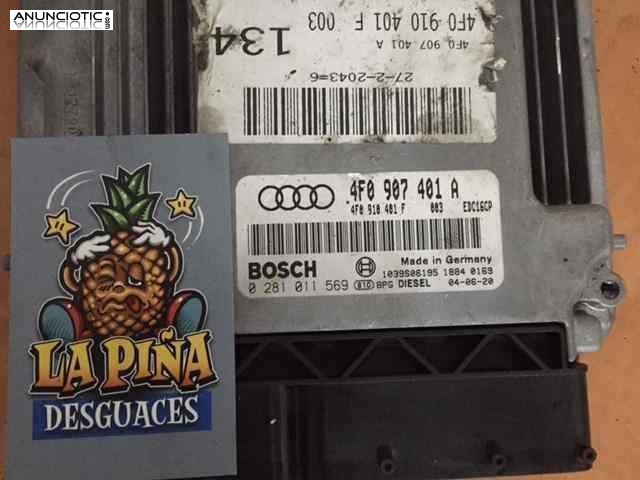 ANUNCIOTIC.com
4F0 910 401 F 003
4F0 907 401 A
134
27-2-2043=6
4F0 907 401 A
4F0 910 401 F 003 EDC16CP
BOSCH
Made in Germany
1039S06195 1884 0169
0 281 011 569 BPG DIESEL 04-06-20
LA PIÑA
DESGUACES